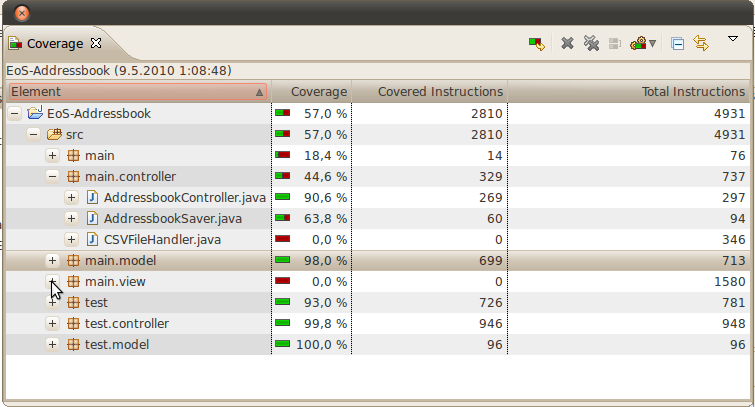 Coverage
EoS-Addressbook (9.5.2010 1:08:48)
Element Coverage Covered Instructions Total Instructions
EoS-Addressbook 57,0 % 2810 4931
src 57,0 % 2810 4931
main 18,4 % 14 76
main.controller 44,6 % 329 737
AddressbookController.java 90,6 % 269 297
AddressbookSaver.java 63,8 % 60 94
CSVFileHandler.java 0,0 % 0 346
main.model 98,0 % 699 713
main.view 0,0 % 0 1580
test 93,0 % 726 781
test.controller 99,8 % 946 948
test.model 100,0 % 96 96